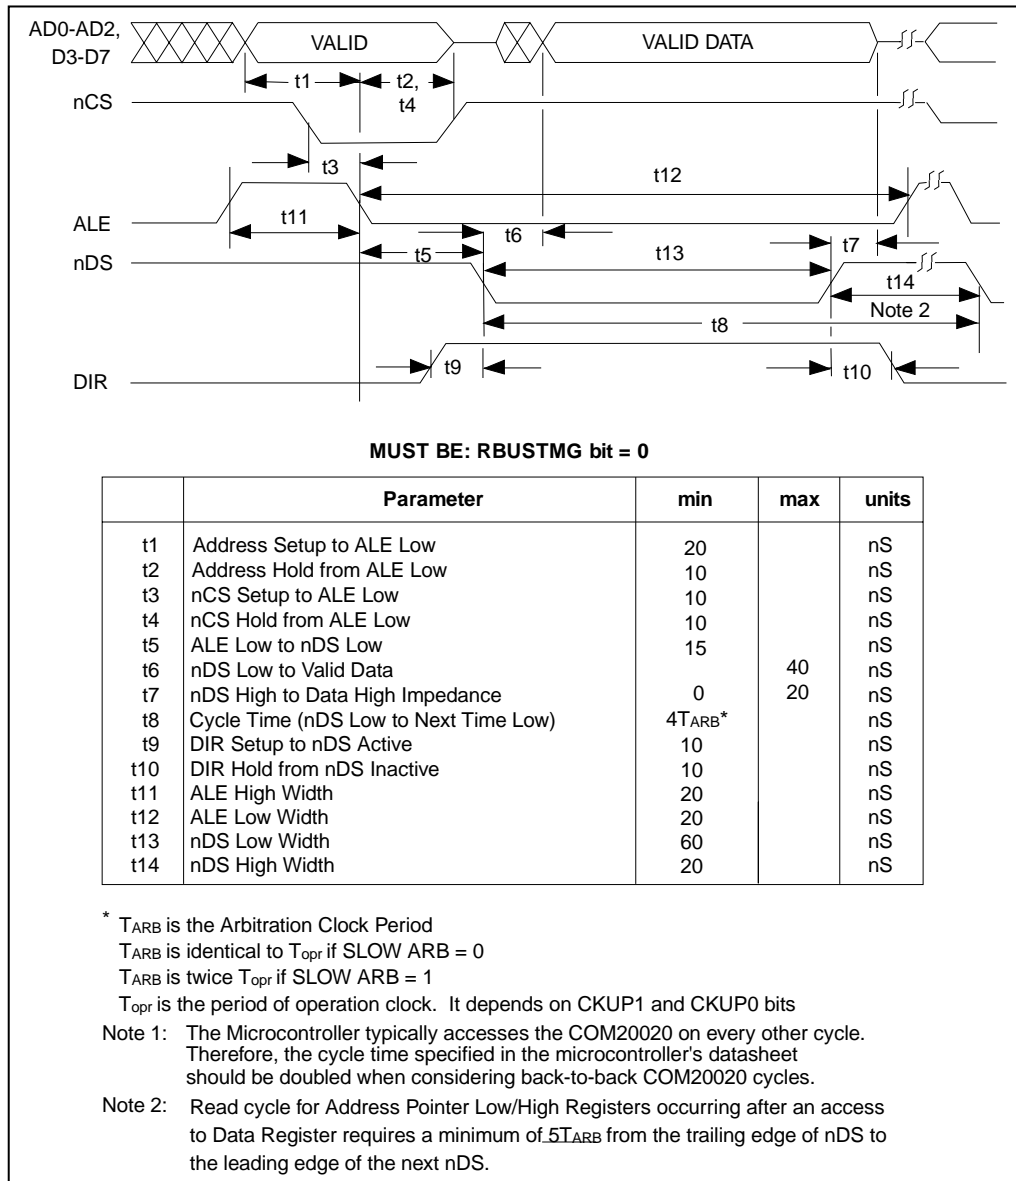 AD0-AD2,
D3-D7
VALID
VALID DATA
t1
t2,
t4
nCS
t3
t12
ALE
t11
t6
t7
nDS
t5
t13
t14
Note 2
t8
t9
t10
DIR
MUST BE: RBUSTMG bit = 0
Parameter min max units
t1 Address Setup to ALE Low 20 nS
t2 Address Hold from ALE Low 10 nS
t3 nCS Setup to ALE Low 10 nS
t4 nCS Hold from ALE Low 10 nS
t5 ALE Low to nDS Low 15 nS
t6 nDS Low to Valid Data 40 nS
t7 nDS High to Data High Impedance 0 20 nS
t8 Cycle Time (nDS Low to Next Time Low) 4TARB* nS
t9 DIR Setup to nDS Active 10 nS
t10 DIR Hold from nDS Inactive 10 nS
t11 ALE High Width 20 nS
t12 ALE Low Width 20 nS
t13 nDS Low Width 60 nS
t14 nDS High Width 20 nS
* TARB is the Arbitration Clock Period
TARB is identical to Topr if SLOW ARB = 0
TARB is twice Topr if SLOW ARB = 1
Topr is the period of operation clock. It depends on CKUP1 and CKUP0 bits
Note 1: The Microcontroller typically accesses the COM20020 on every other cycle.
Therefore, the cycle time specified in the microcontroller's datasheet
should be doubled when considering back-to-back COM20020 cycles.
Note 2: Read cycle for Address Pointer Low/High Registers occurring after an access
to Data Register requires a minimum of 5TARB from the trailing edge of nDS to
the leading edge of the next nDS.